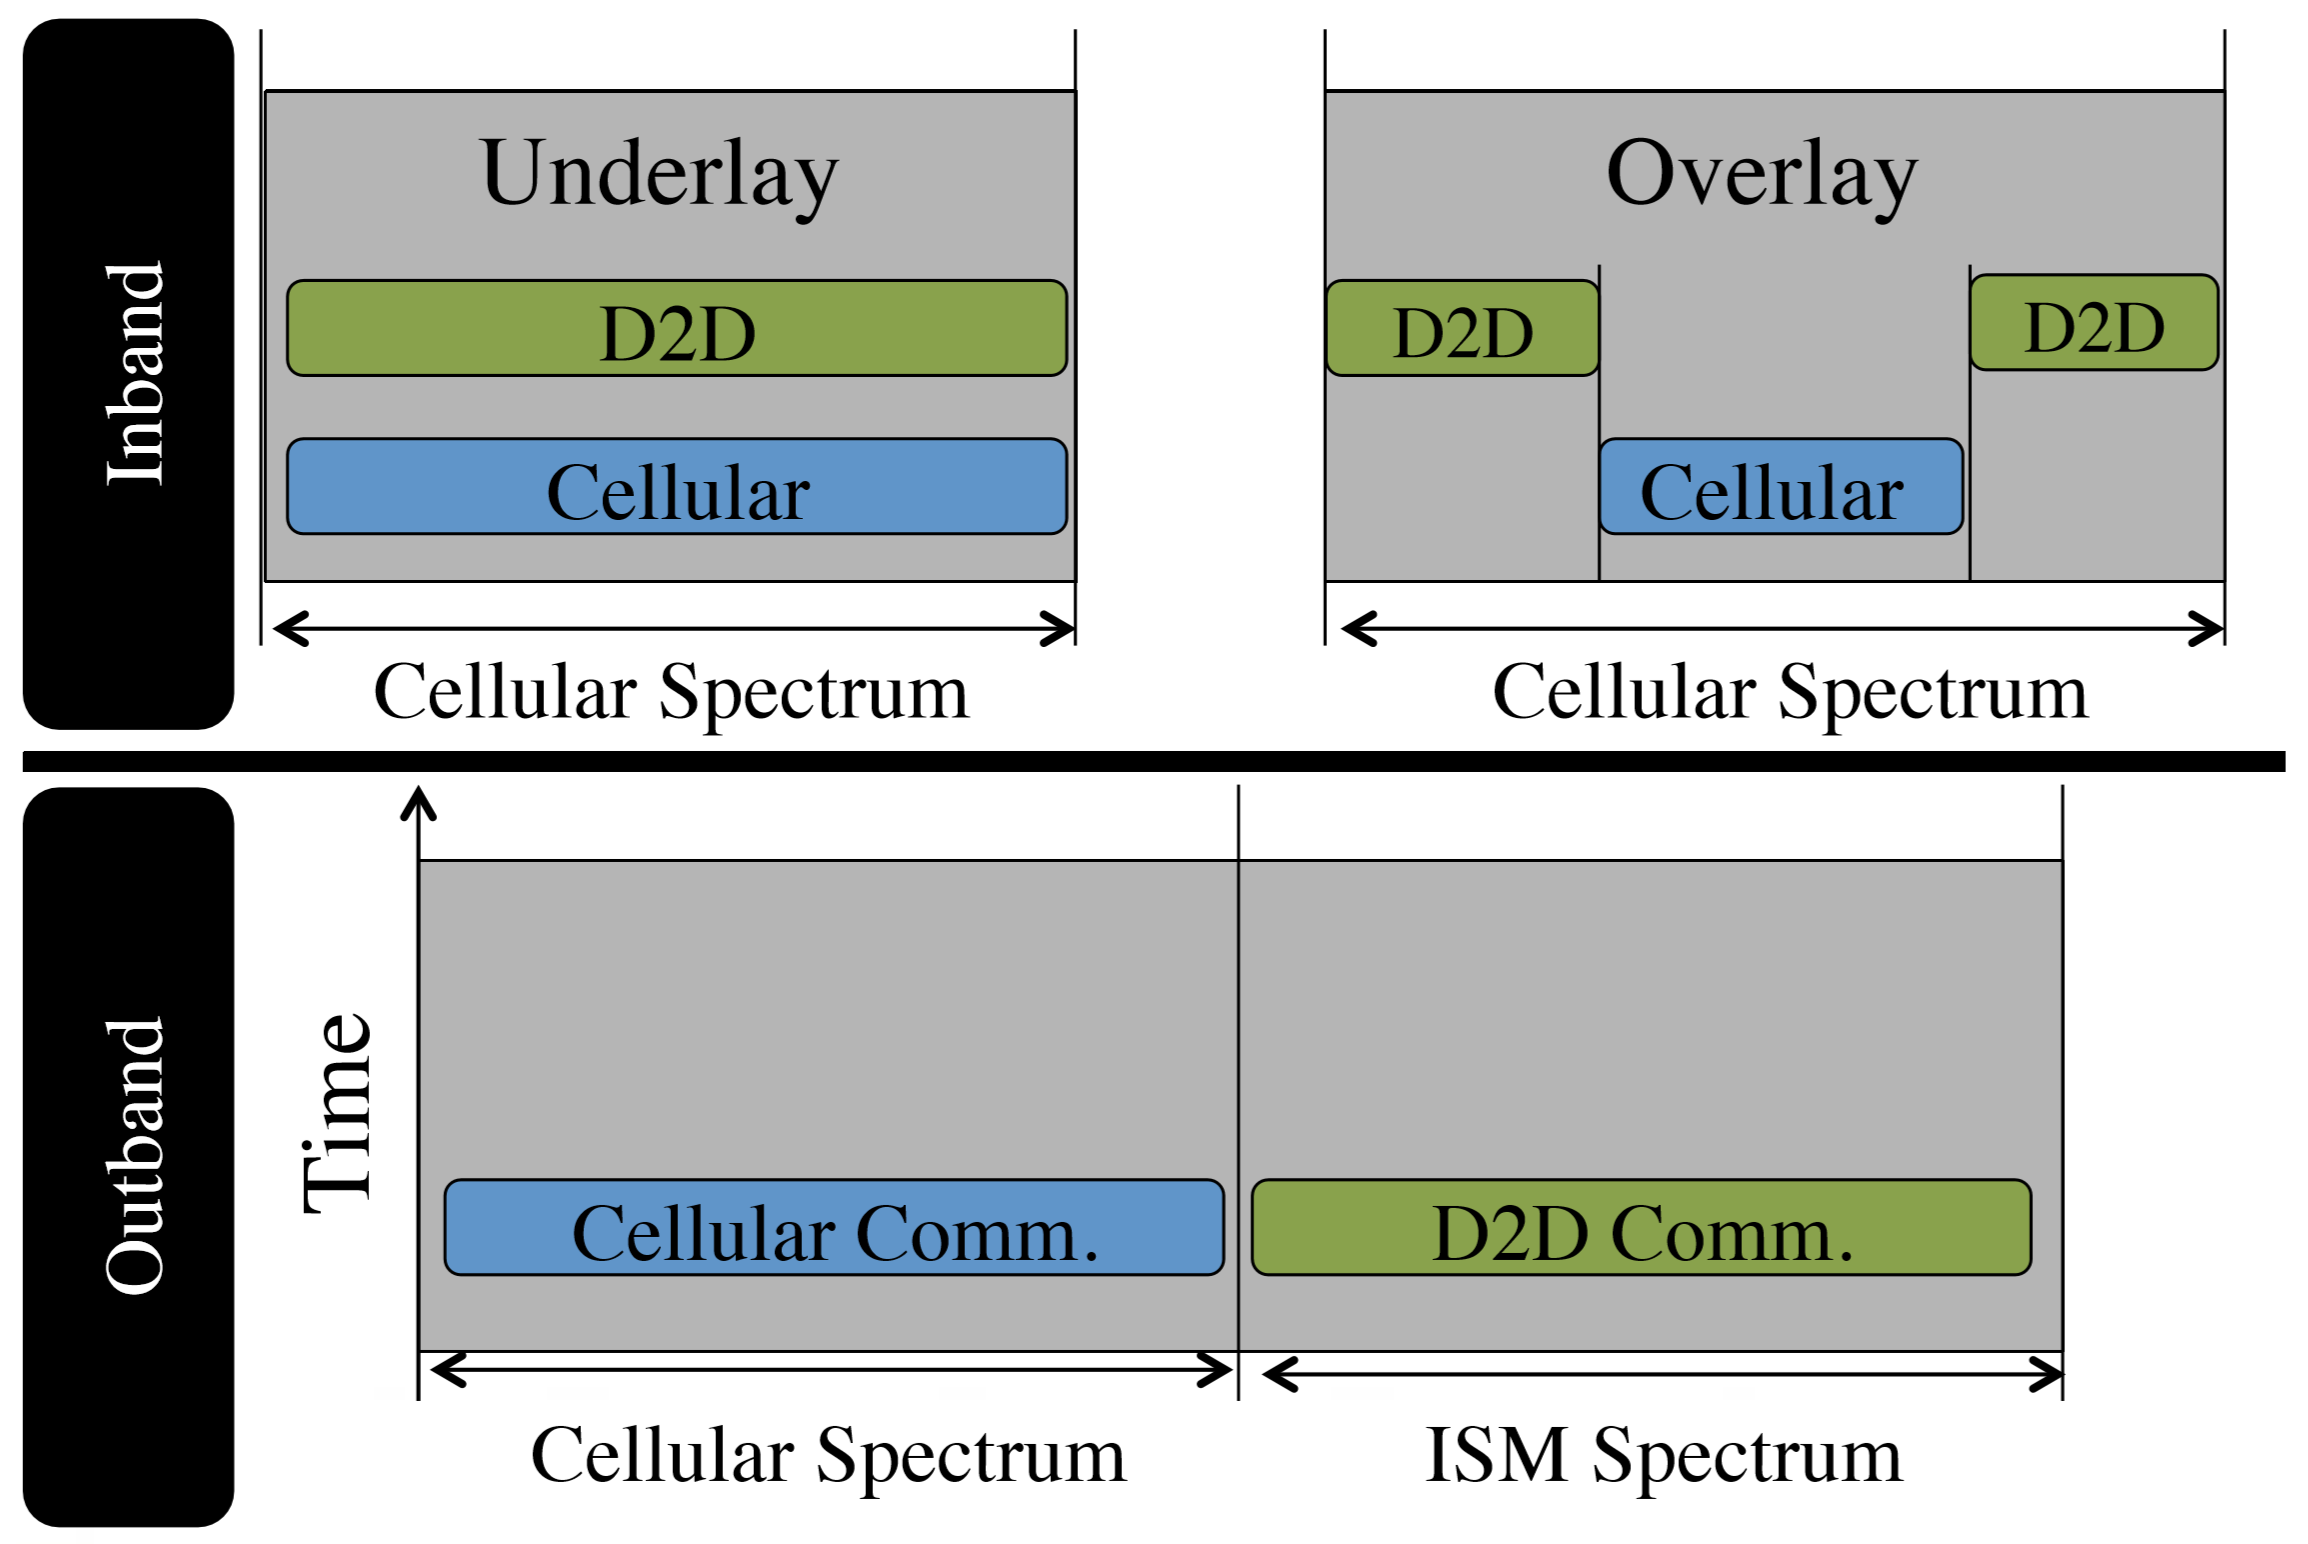 Inband
Underlay
D2D
Cellular
Cellular Spectrum
Overlay
D2D
D2D
Cellular
Cellular Spectrum
Outband
Time
Cellular Comm.
D2D Comm.
Cellular Spectrum
ISM Spectrum